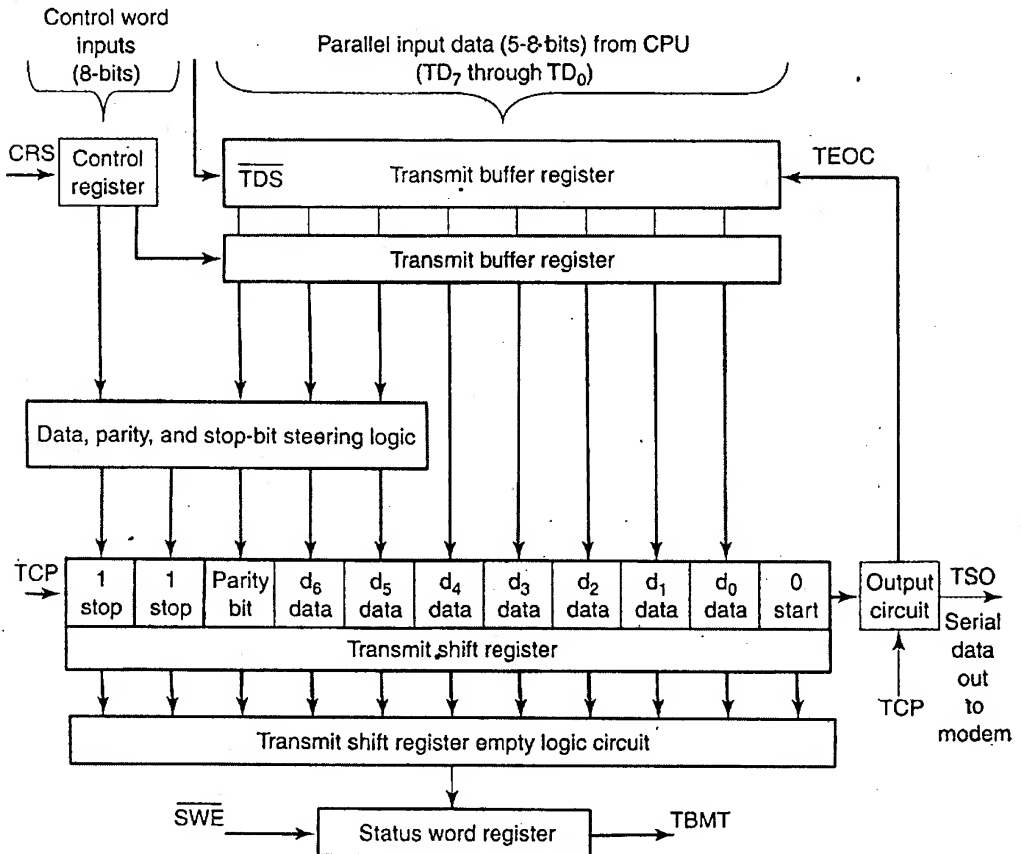 Control word
inputs
(8-bits)
Parallel input data (5-8-bits) from CPU
(TD₇ through TD₀)
CRS
Control
register
T̅D̅S̅
Transmit buffer register
TEOC
Transmit buffer register
Data, parity, and stop-bit steering logic
TCP
1
stop
1
stop
Parity
bit
d₆
data
d₅
data
d₄
data
d₃
data
d₂
data
d₁
data
d₀
data
0
start
Output
circuit
TSO
Serial
data
out
to
modem
Transmit shift register
TCP
Transmit shift register empty logic circuit
S̅W̅E̅
Status word register
TBMT